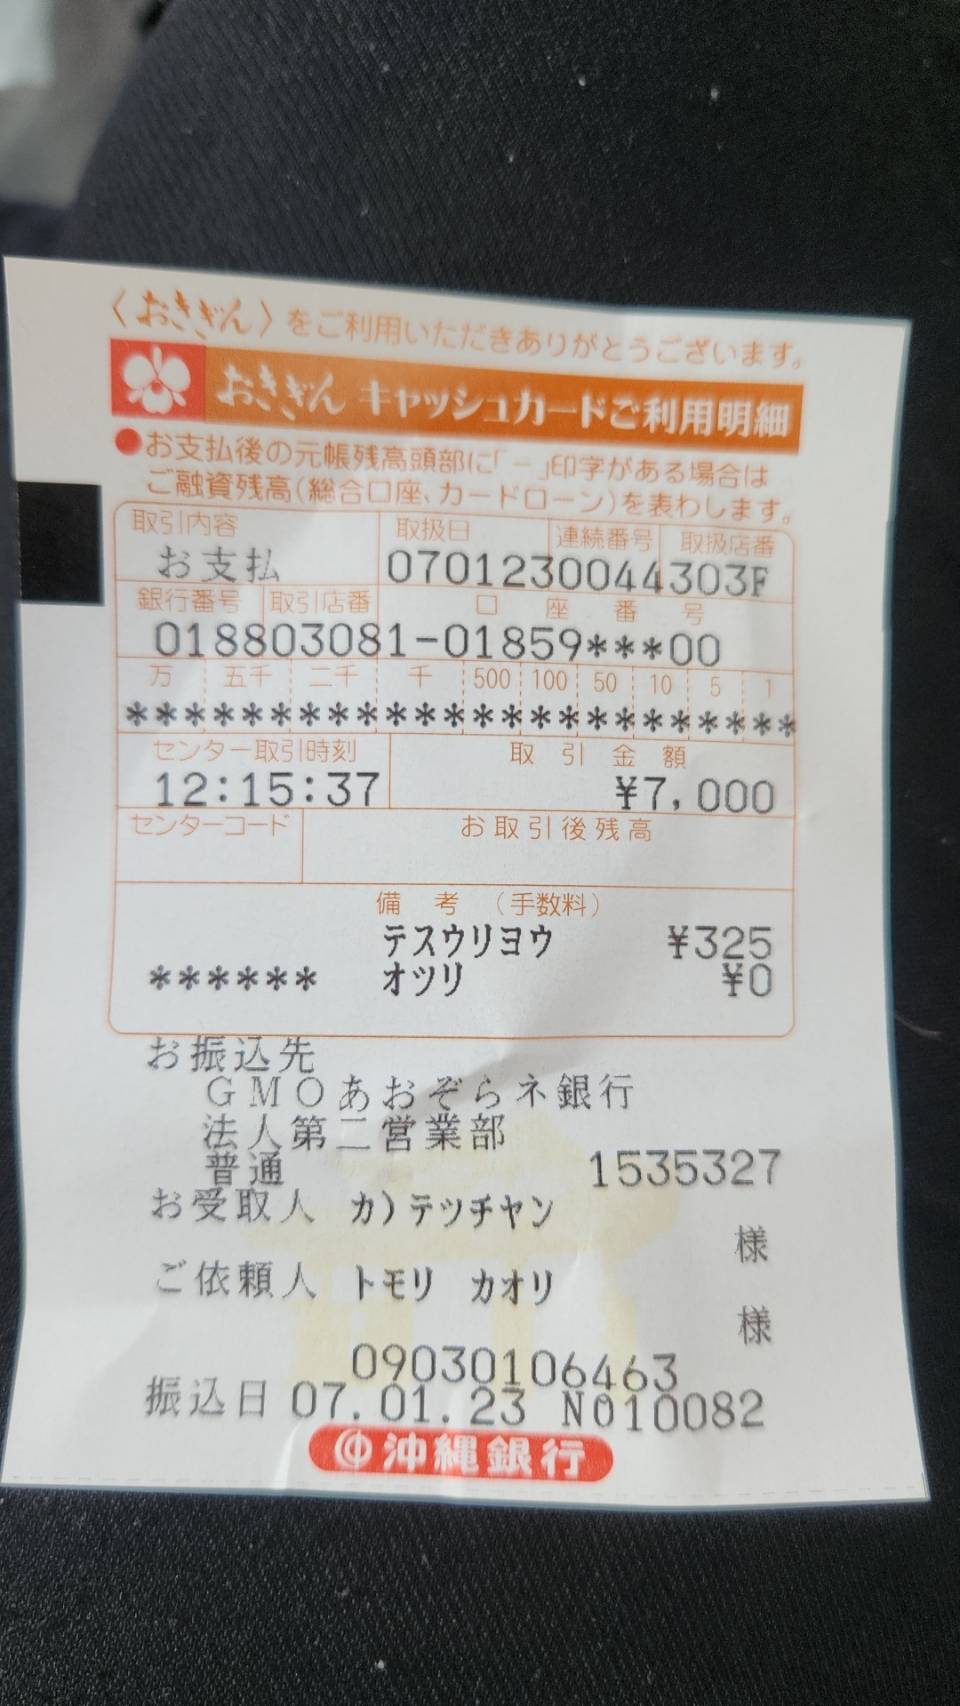 〈おきぎん〉をご利用いただきありがとうございます。
おきぎん キャッシュカードご利用明細
●お支払後の元帳残高頭部に「－」印字がある場合は
ご融資残高(総合口座、カードローン)を表わします。
取引内容 取扱日 連続番号 取扱店番
お支払 0701230044303F
銀行番号 取引店番 口座番号
018803081-01859***00
万 五千 二千 千 500 100 50 10 5 1
************************
センター取引時刻 取引金額
12:15:37 ¥7,000
センターコード お取引後残高
備考 (手数料)
テスウリヨウ ¥325
****** オツリ ¥0
お振込先
GMOあおぞらネ銀行
法人第二営業部
普通 1535327
お受取人 カ)テツチヤン
様
ご依頼人 トモリ カオリ
様
09030106463
振込日 07.01.23 N010082
沖縄銀行